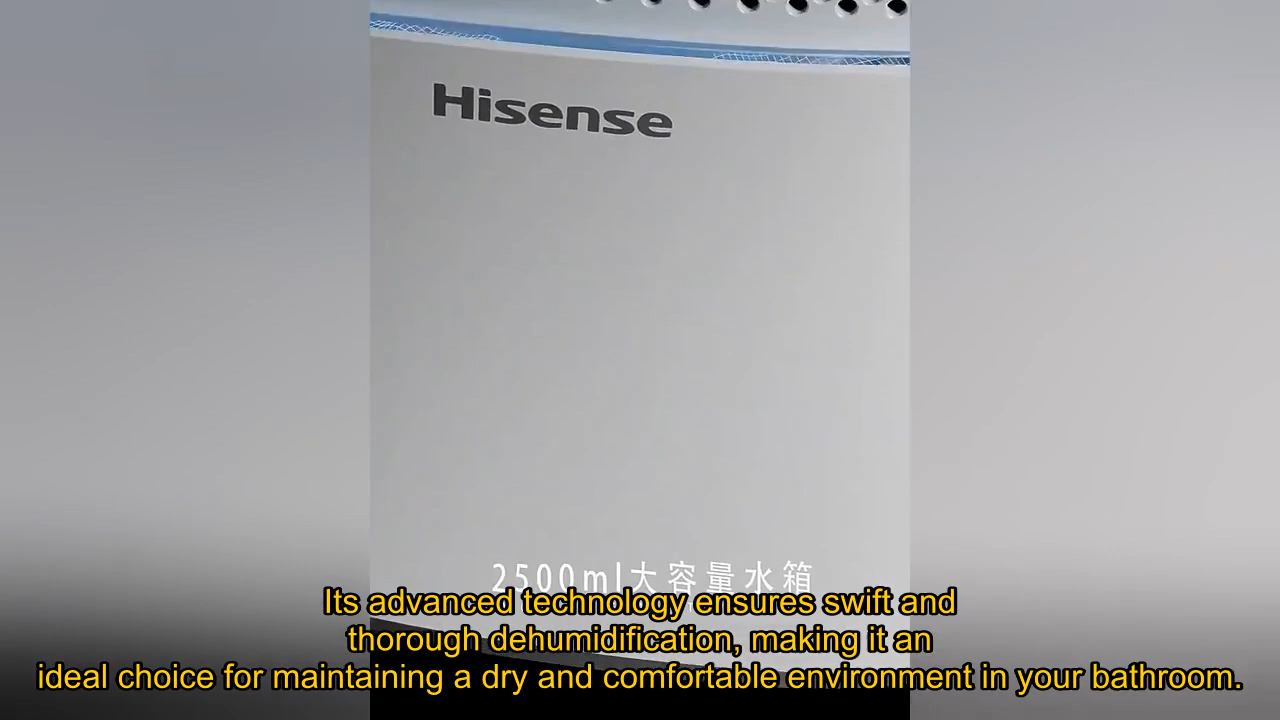 Hisense
2500ml大容量水箱
Its advanced technology ensures swift and
thorough dehumidification, making it an
ideal choice for maintaining a dry and comfortable environment in your bathroom.